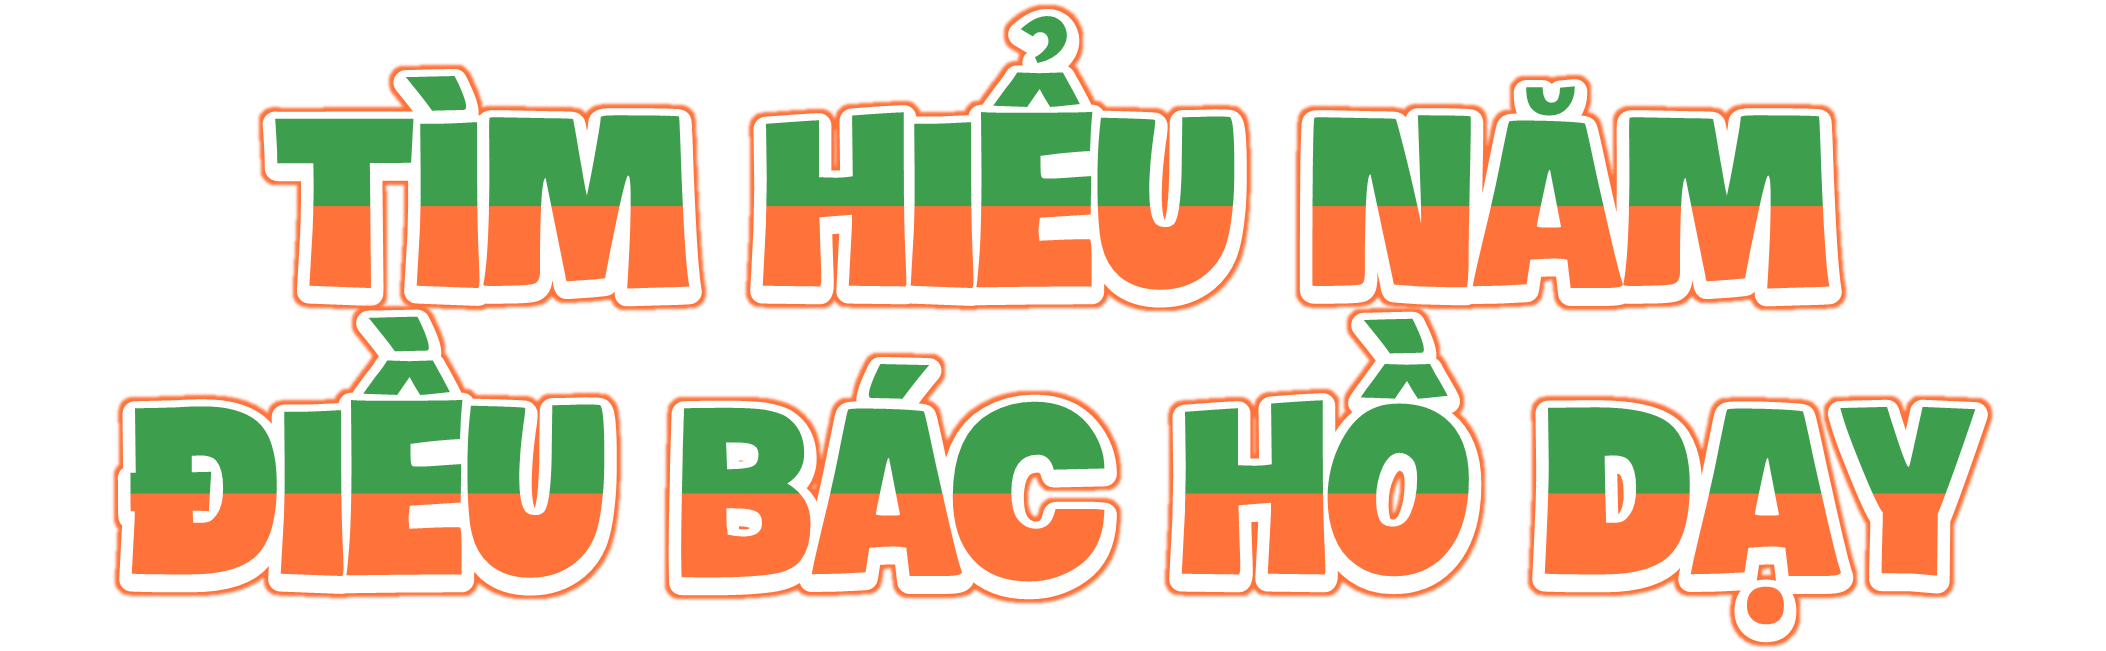 TÌM HIỂU NĂM
ĐIỀU BÁC HỒ DẠY